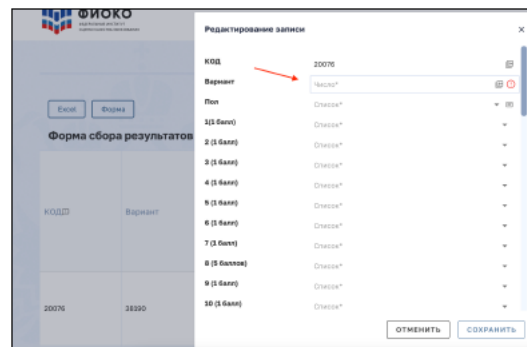 ФИОКО
Редактирование записи
КОД 20076
Вариант Число*
Пол Список*
1(1 балл) Список*
2 (1 балл) Список*
3 (1 балл) Список*
4 (1 балл) Список*
5 (1 балл) Список*
6 (1 балл) Список*
7 (1 балл) Список*
8 (5 баллов) Список*
9 (1 балл) Список*
10 (1 балл) Список*
ОТМЕНИТЬ СОХРАНИТЬ
Excel Форма
Форма сбора результатов
КОД Вариант
20076